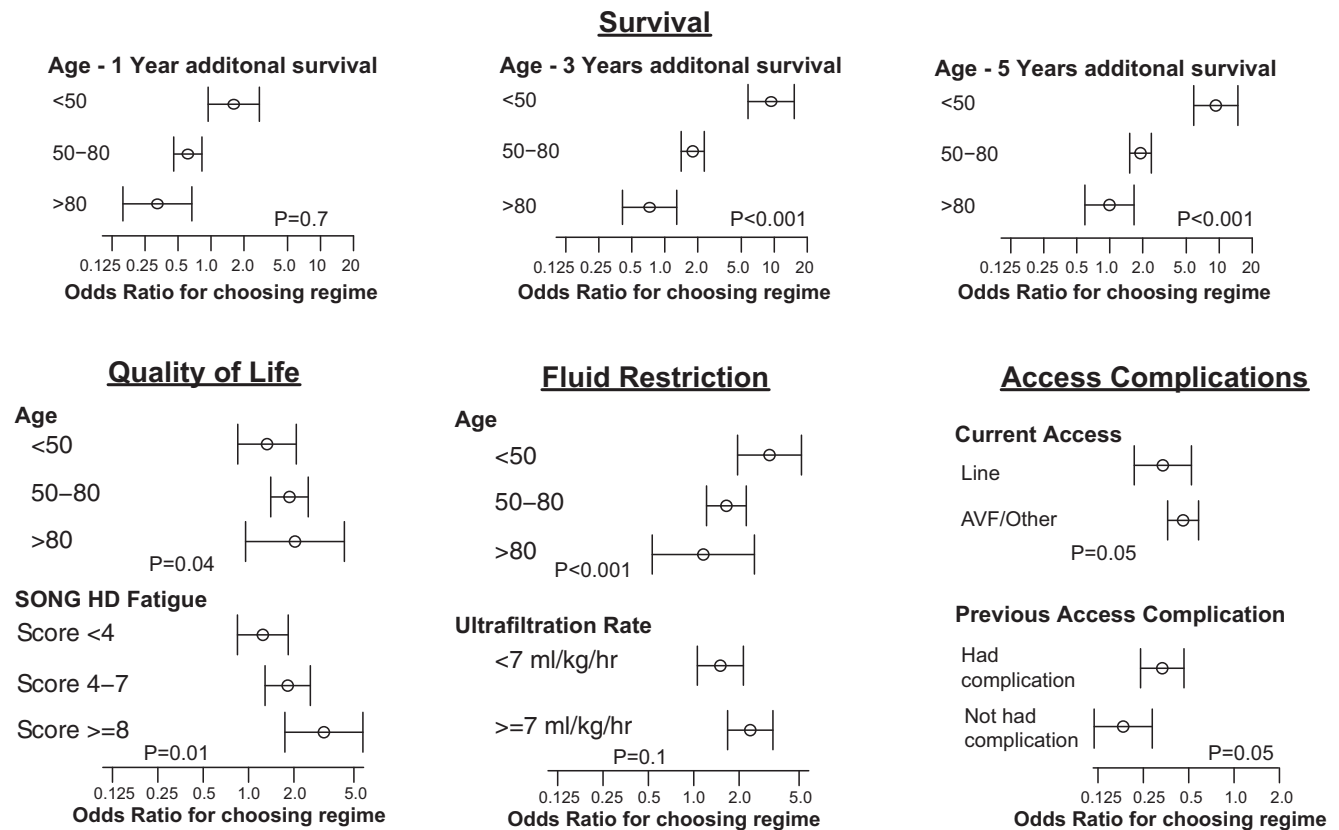 Survival
Age - 1 Year additonal survival
<50
50−80
>80
P=0.7
0.125 0.25 0.5 1.0 2.0 5.0 10 20
Odds Ratio for choosing regime
Age - 3 Years additonal survival
<50
50−80
>80
P<0.001
0.125 0.25 0.5 1.0 2.0 5.0 10 20
Odds Ratio for choosing regime
Age - 5 Years additonal survival
<50
50−80
>80
P<0.001
0.125 0.25 0.5 1.0 2.0 5.0 10 20
Odds Ratio for choosing regime
Quality of Life
Age
<50
50−80
>80
P=0.04
SONG HD Fatigue
Score <4
Score 4−7
Score >=8
P=0.01
0.125 0.25 0.5 1.0 2.0 5.0
Odds Ratio for choosing regime
Fluid Restriction
Age
<50
50−80
>80
P<0.001
Ultrafiltration Rate
<7 ml/kg/hr
>=7 ml/kg/hr
P=0.1
0.125 0.25 0.5 1.0 2.0 5.0
Odds Ratio for choosing regime
Access Complications
Current Access
Line
AVF/Other
P=0.05
Previous Access Complication
Had
complication
Not had
complication
P=0.05
0.125 0.25 0.5 1.0 2.0
Odds Ratio for choosing regime